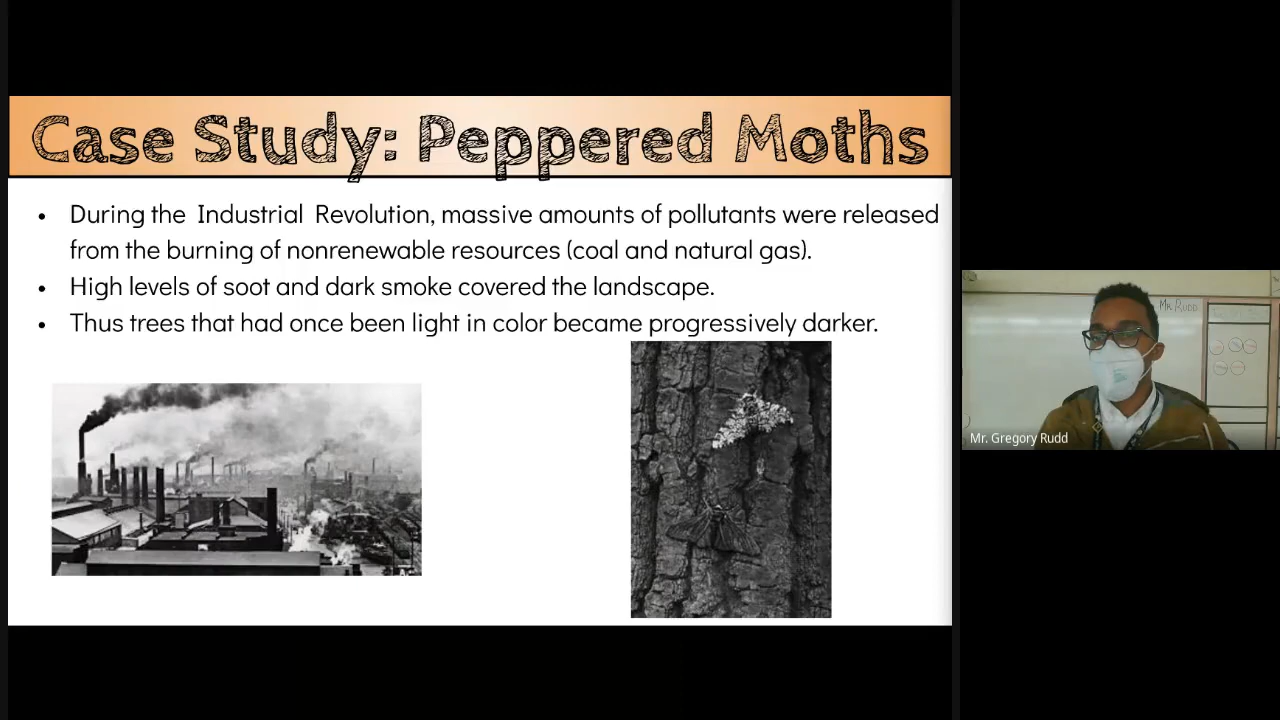 Case Study: Peppered Moths
• During the Industrial Revolution, massive amounts of pollutants were released
from the burning of nonrenewable resources (coal and natural gas).
• High levels of soot and dark smoke covered the landscape.
• Thus trees that had once been light in color became progressively darker.
MR. RUDD
Mr. Gregory Rudd